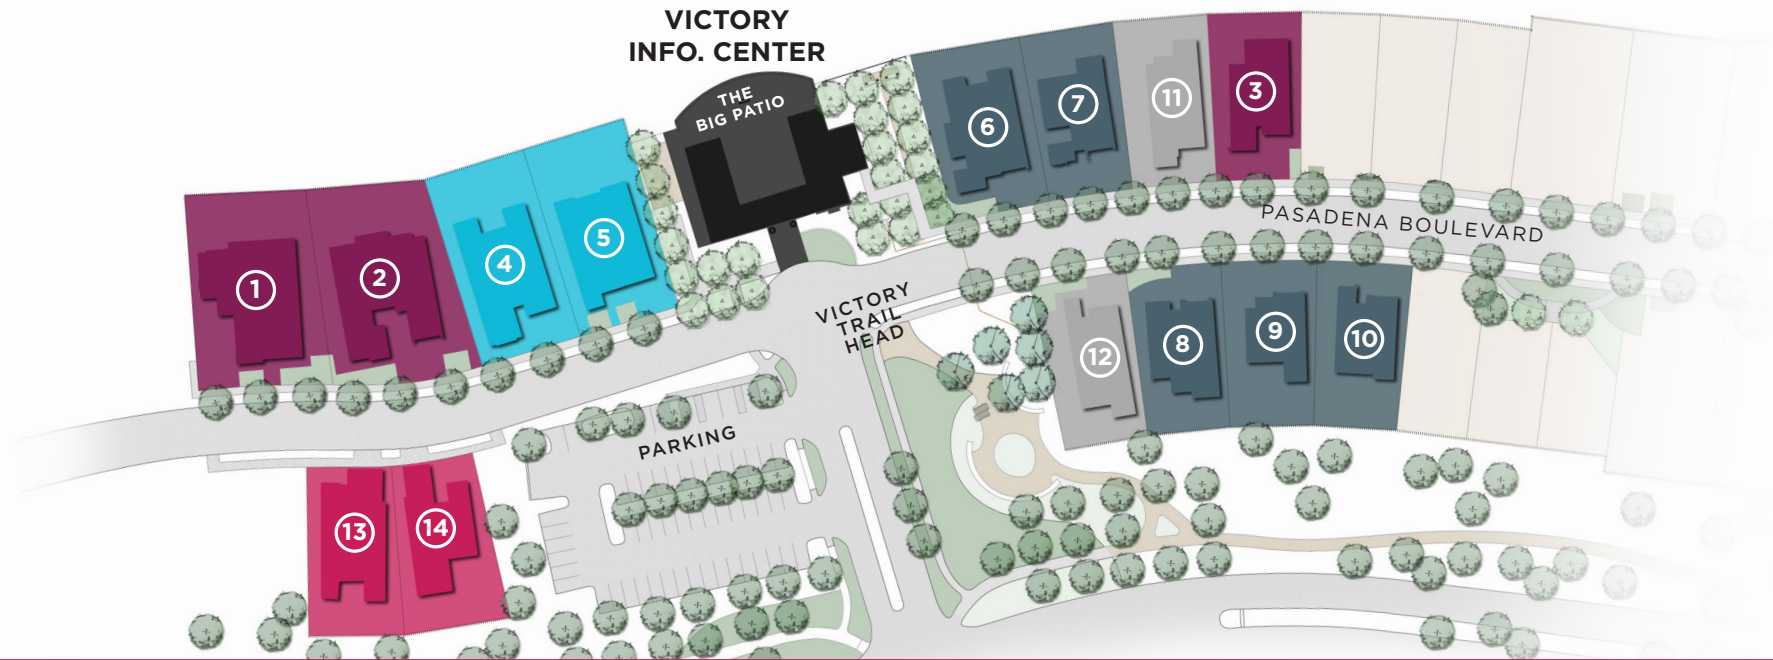 VICTORY
INFO. CENTER
THE
BIG PATIO
6
7
11
3
1
2
4
5
PASADENA BOULEVARD
VICTORY
TRAIL
HEAD
12
8
9
10
PARKING
13
14